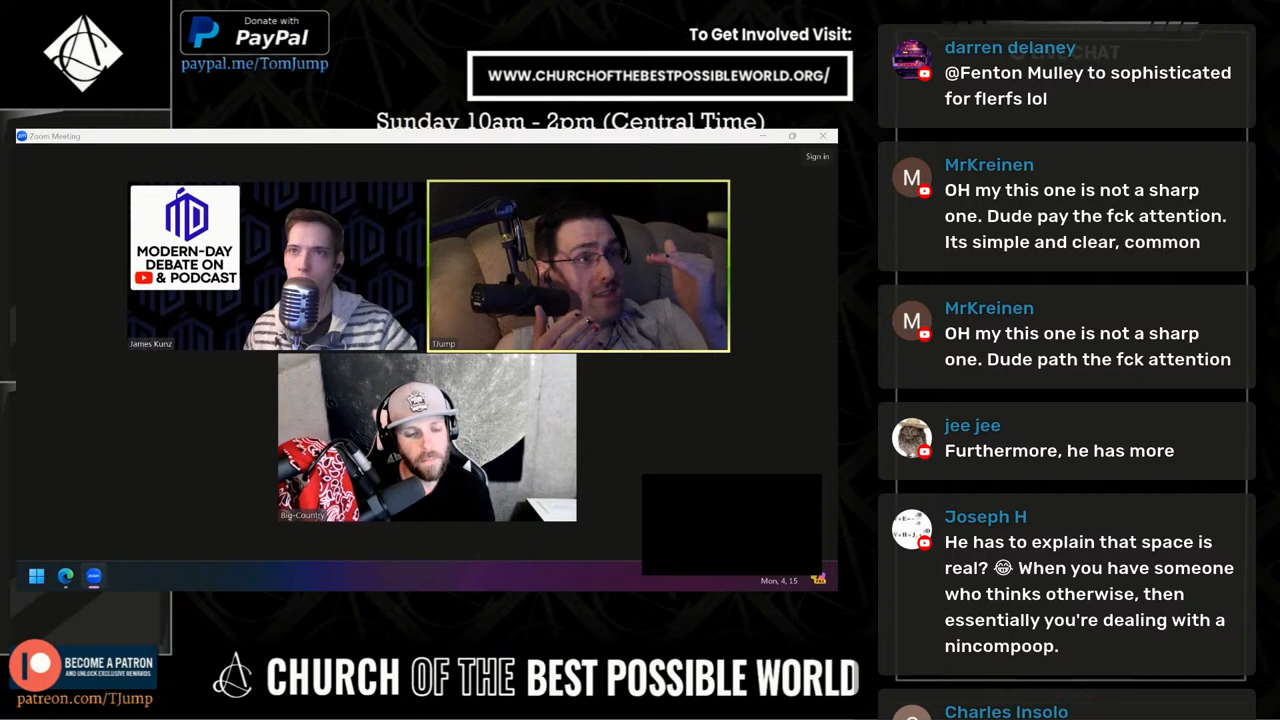 Donate with
PayPal
paypal.me/TomJump
To Get Involved Visit:
WWW.CHURCHOFTHEBESTPOSSIBLEWORLD.ORG/
Sunday 10am - 2pm (Central Time)
Zoom Meeting
Sign in
MODERN-DAY
DEBATE ON
& PODCAST
James Kunz
TJump
Big-Country
Mon, 4, 15
BECOME A PATRON
AND UNLOCK EXCLUSIVE REWARDS
patreon.com/TJump
CHURCH OF THE BEST POSSIBLE WORLD
LIVE CHAT
darren delaney
@Fenton Mulley to sophisticated
for flerfs lol
M
MrKreinen
OH my this one is not a sharp
one. Dude pay the fck attention.
Its simple and clear, common
M
MrKreinen
OH my this one is not a sharp
one. Dude path the fck attention
jee jee
Furthermore, he has more
Joseph H
He has to explain that space is
real? 😂 When you have someone
who thinks otherwise, then
essentially you're dealing with a
nincompoop.
Charles Insolo